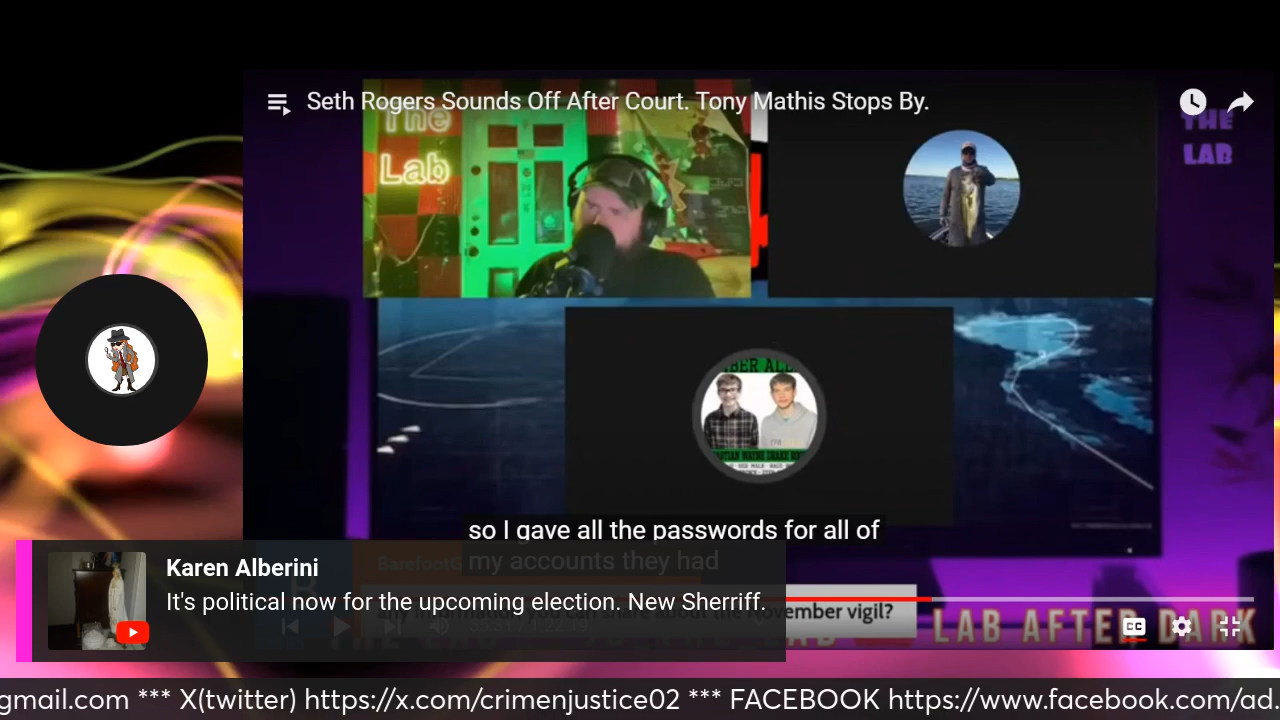 Seth Rogers Sounds Off After Court. Tony Mathis Stops By.
The
Lab
THE
LAB
so I gave all the passwords for all of
my accounts they had
Karen Alberini
It's political now for the upcoming election. New Sherriff.
vember vigil?
LAB AFTER DARK
gmail.com *** X(twitter) https://x.com/crimenjustice02 *** FACEBOOK https://www.facebook.com/ad.